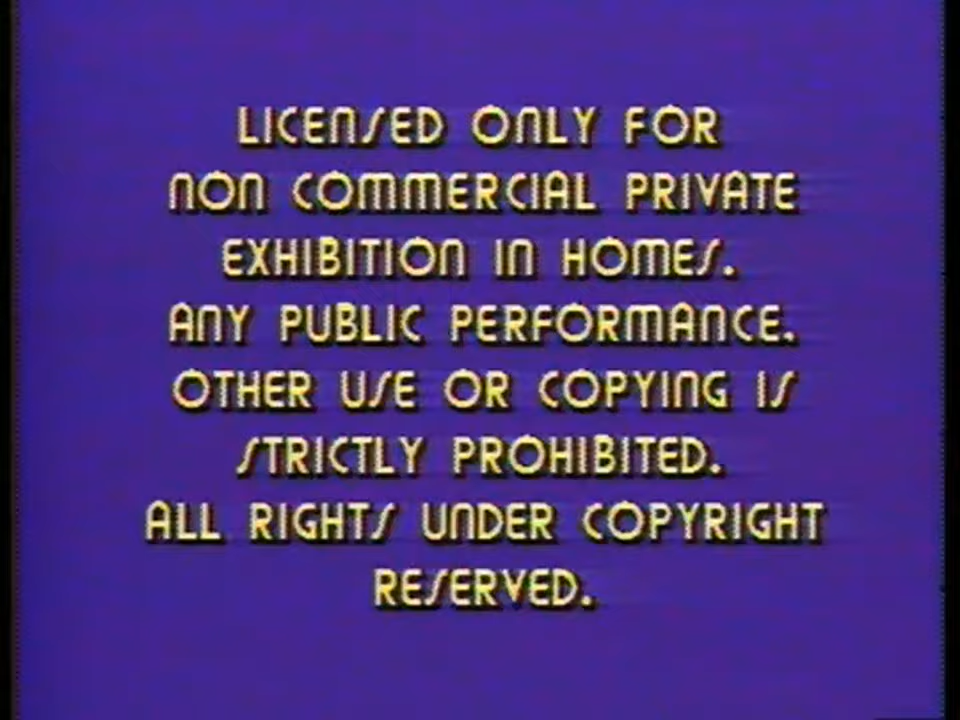 LICENSED ONLY FOR
NON COMMERCIAL PRIVATE
EXHIBITION IN HOMES.
ANY PUBLIC PERFORMANCE.
OTHER USE OR COPYING IS
STRICTLY PROHIBITED.
ALL RIGHTS UNDER COPYRIGHT
RESERVED.